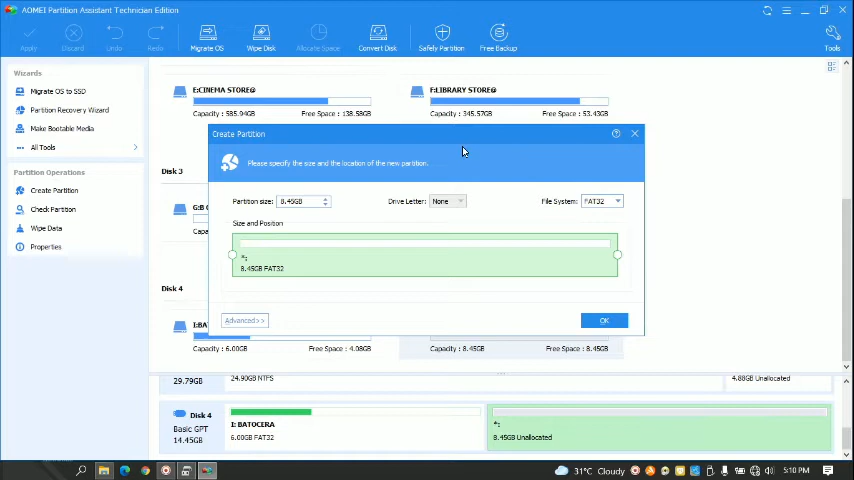 AOMEI Partition Assistant Technician Edition
Apply
Discard
Undo
Redo
Migrate OS
Wipe Disk
Allocate Space
Convert Disk
Safely Partition
Free Backup
Tools
Wizards
Migrate OS to SSD
Partition Recovery Wizard
Make Bootable Media
All Tools
Partition Operations
Create Partition
Check Partition
Wipe Data
Properties
E:CINEMA STORE@
Capacity : 585.94GB
Free Space : 138.58GB
F:LIBRARY STORE@
Capacity : 345.57GB
Free Space : 53.43GB
Disk 3
G:B
Capa
Disk 4
Create Partition
Please specify the size and the location of the new partition.
Partition size: 8.45GB
Drive Letter: None
File System: FAT32
Size and Position
*:
8.45GB FAT32
Advanced>>
OK
I:BAT
Capacity : 6.00GB
Free Space : 4.08GB
Capacity : 8.45GB
Free Space : 8.45GB
29.79GB
24.90GB NTFS
4.88GB Unallocated
Disk 4
Basic GPT
14.45GB
I: BATOCERA
6.00GB FAT32
*:
8.45GB Unallocated
31°C Cloudy
5:10 PM